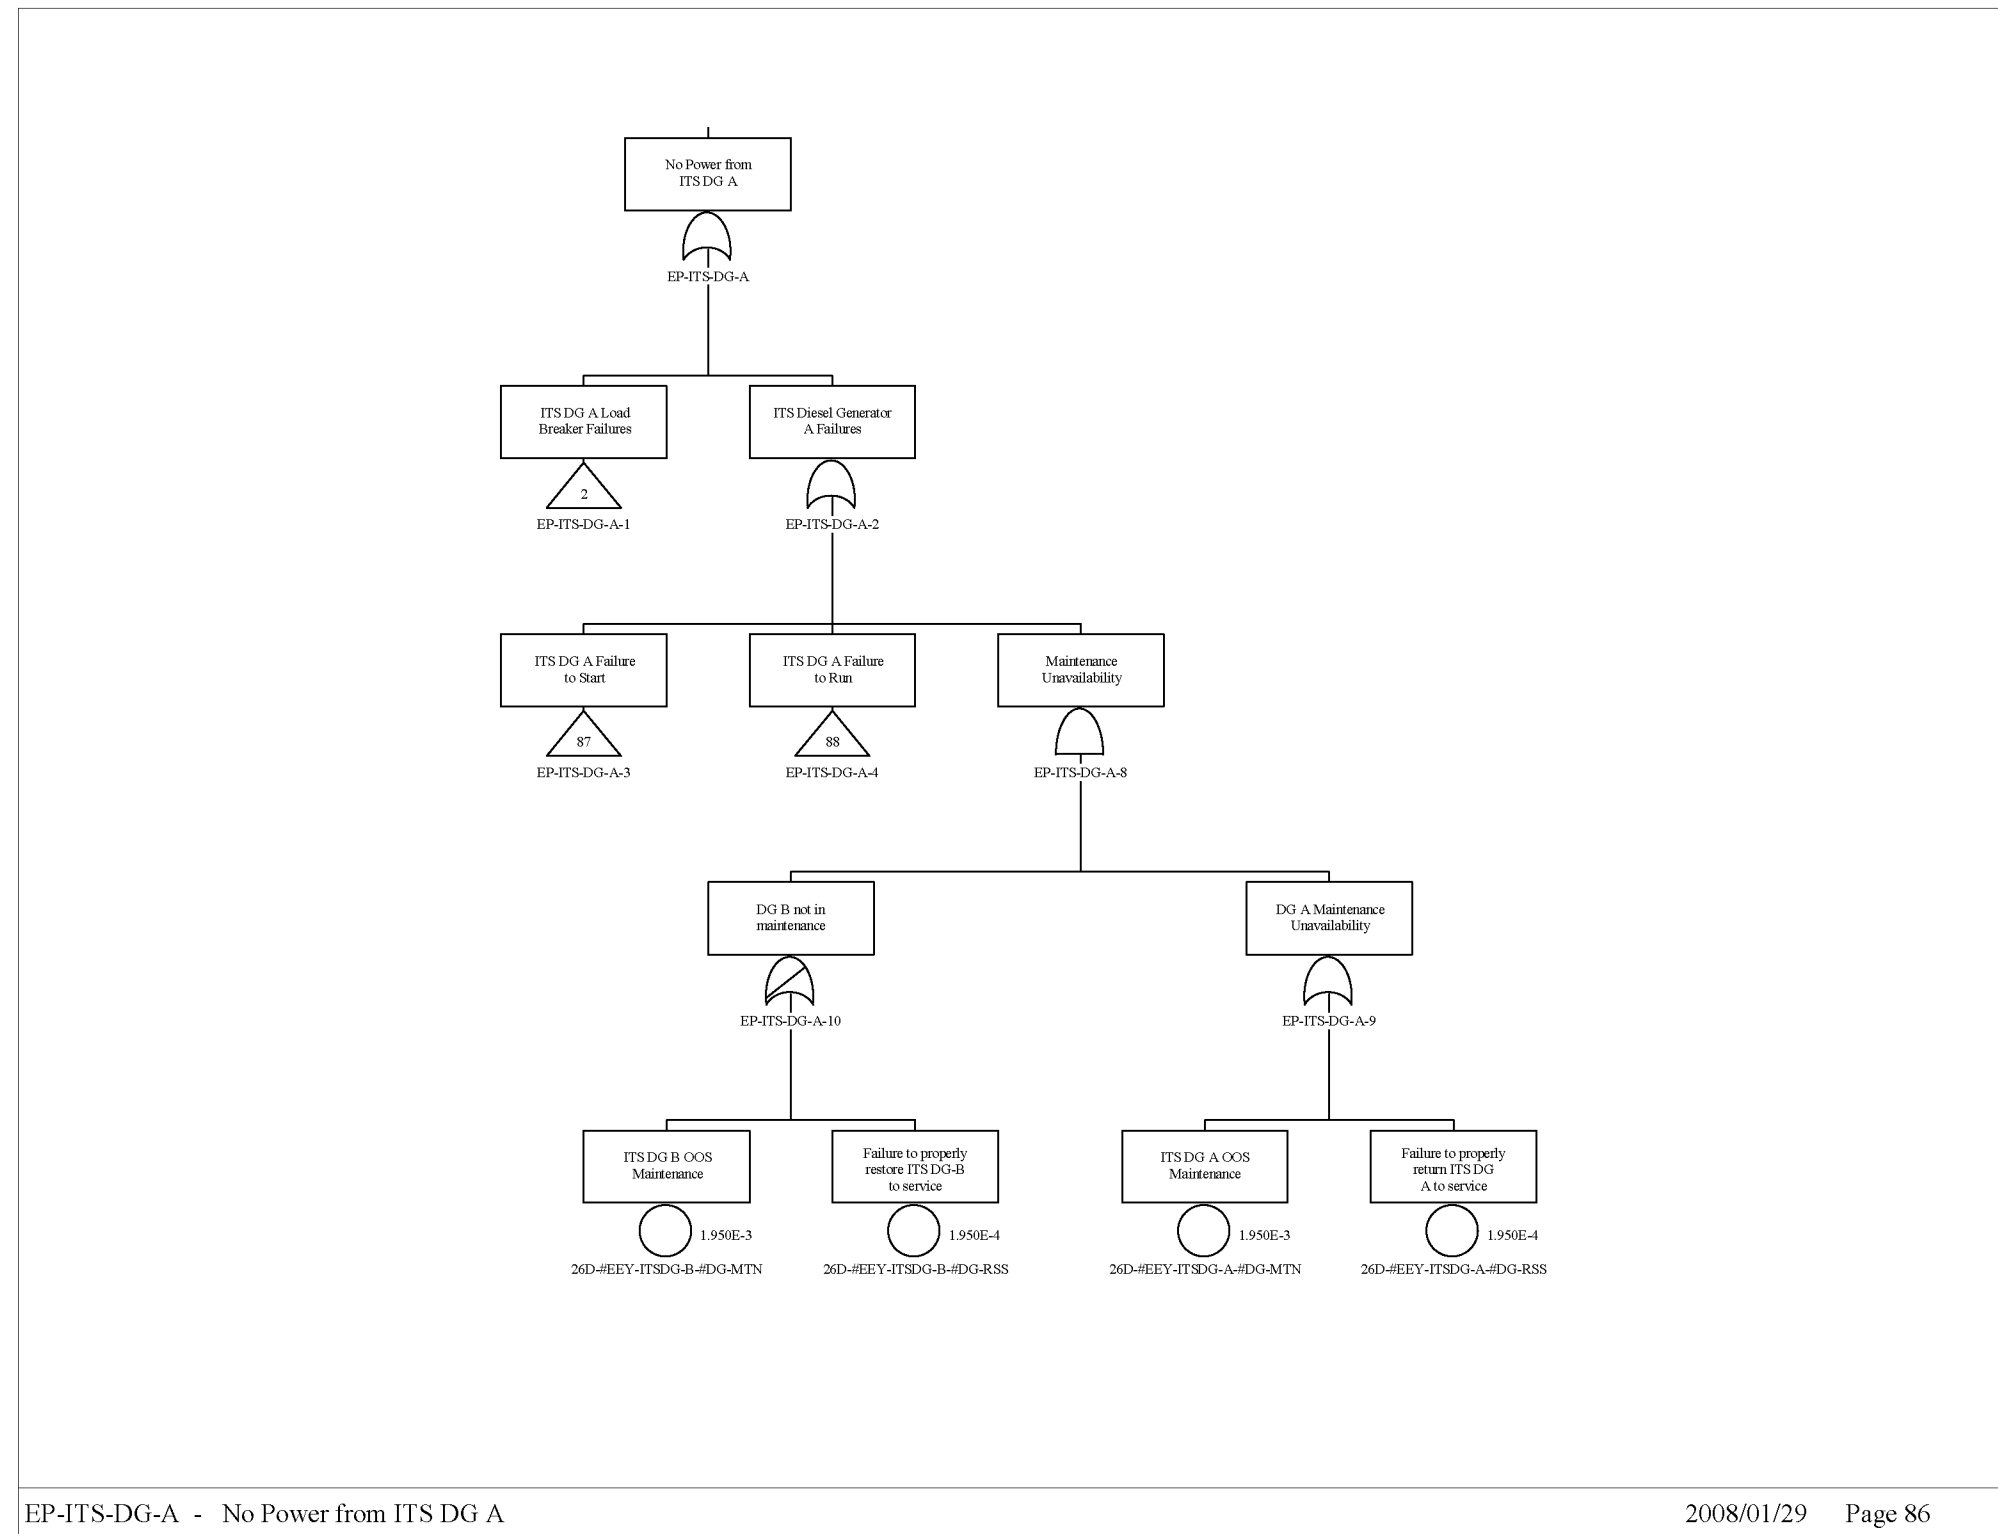 No Power from
ITS DG A
EP-ITS-DG-A
ITS DG A Load
Breaker Failures
2
EP-ITS-DG-A-1
ITS Diesel Generator
A Failures
EP-ITS-DG-A-2
ITS DG A Failure
to Start
87
EP-ITS-DG-A-3
ITS DG A Failure
to Run
88
EP-ITS-DG-A-4
Maintenance
Unavailability
EP-ITS-DG-A-8
DG B not in
maintenance
EP-ITS-DG-A-10
DG A Maintenance
Unavailability
EP-ITS-DG-A-9
ITS DG B OOS
Maintenance
1.950E-3
26D-#EEY-ITSDG-B-#DG-MTN
Failure to properly
restore ITS DG-B
to service
1.950E-4
26D-#EEY-ITSDG-B-#DG-RSS
ITS DG A OOS
Maintenance
1.950E-3
26D-#EEY-ITSDG-A-#DG-MTN
Failure to properly
return ITS DG
A to service
1.950E-4
26D-#EEY-ITSDG-A-#DG-RSS
EP-ITS-DG-A - No Power from ITS DG A
2008/01/29 Page 86